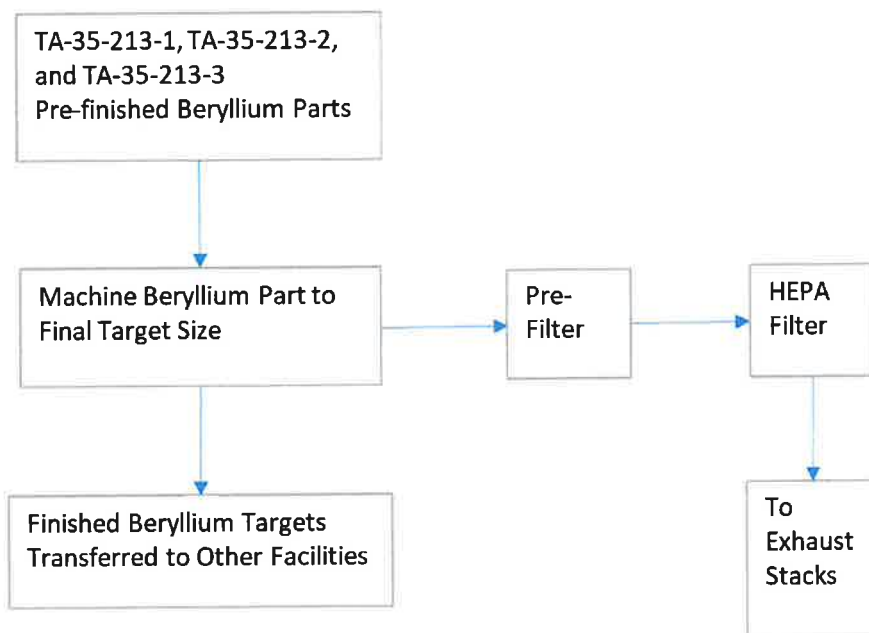 TA-35-213-1, TA-35-213-2,
and TA-35-213-3
Pre-finished Beryllium Parts
Machine Beryllium Part to
Final Target Size
Pre-
Filter
HEPA
Filter
Finished Beryllium Targets
Transferred to Other Facilities
To
Exhaust
Stacks